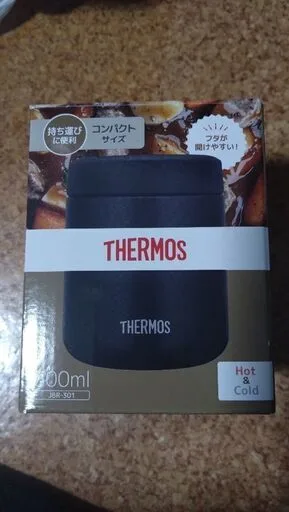 持ち運び
に便利
コンパクト
サイズ
フタが
開けやすい!
THERMOS
THERMOS
300ml
JBR-301
Hot
&
Cold